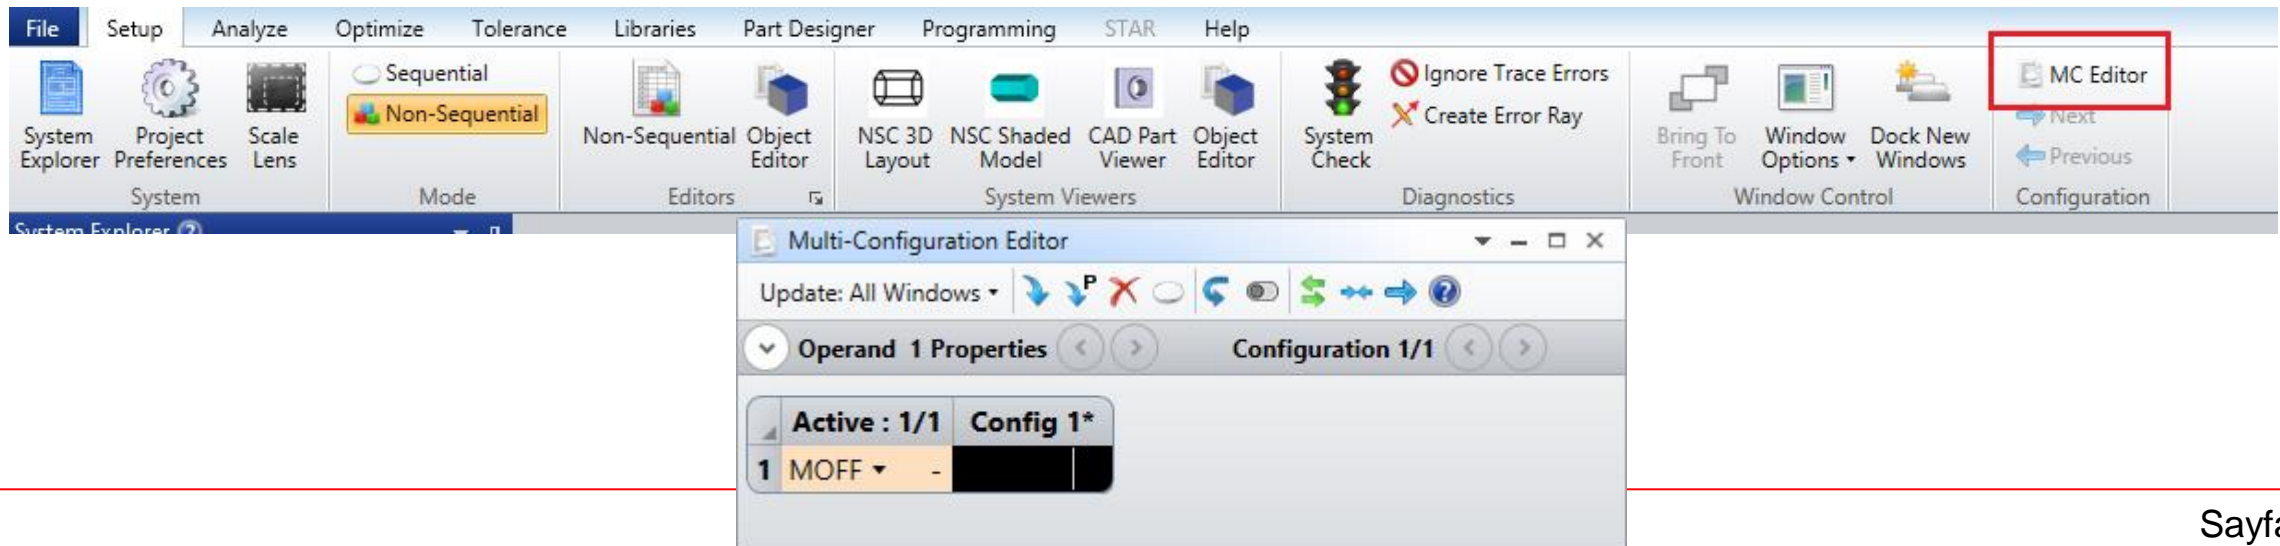 File Setup Analyze Optimize Tolerance Libraries Part Designer Programming STAR Help
System Explorer
Project Preferences
Scale Lens
System
Sequential
Non-Sequential
Mode
Non-Sequential
Object Editor
Editors
NSC 3D Layout
NSC Shaded Model
CAD Part Viewer
Object Editor
System Viewers
System Check
Ignore Trace Errors
Create Error Ray
Diagnostics
Bring To Front
Window Options
Dock New Windows
Window Control
MC Editor
Next
Previous
Configuration
System Explorer
Multi-Configuration Editor
Update: All Windows
P
Operand 1 Properties Configuration 1/1
Active : 1/1 Config 1*
1 MOFF -